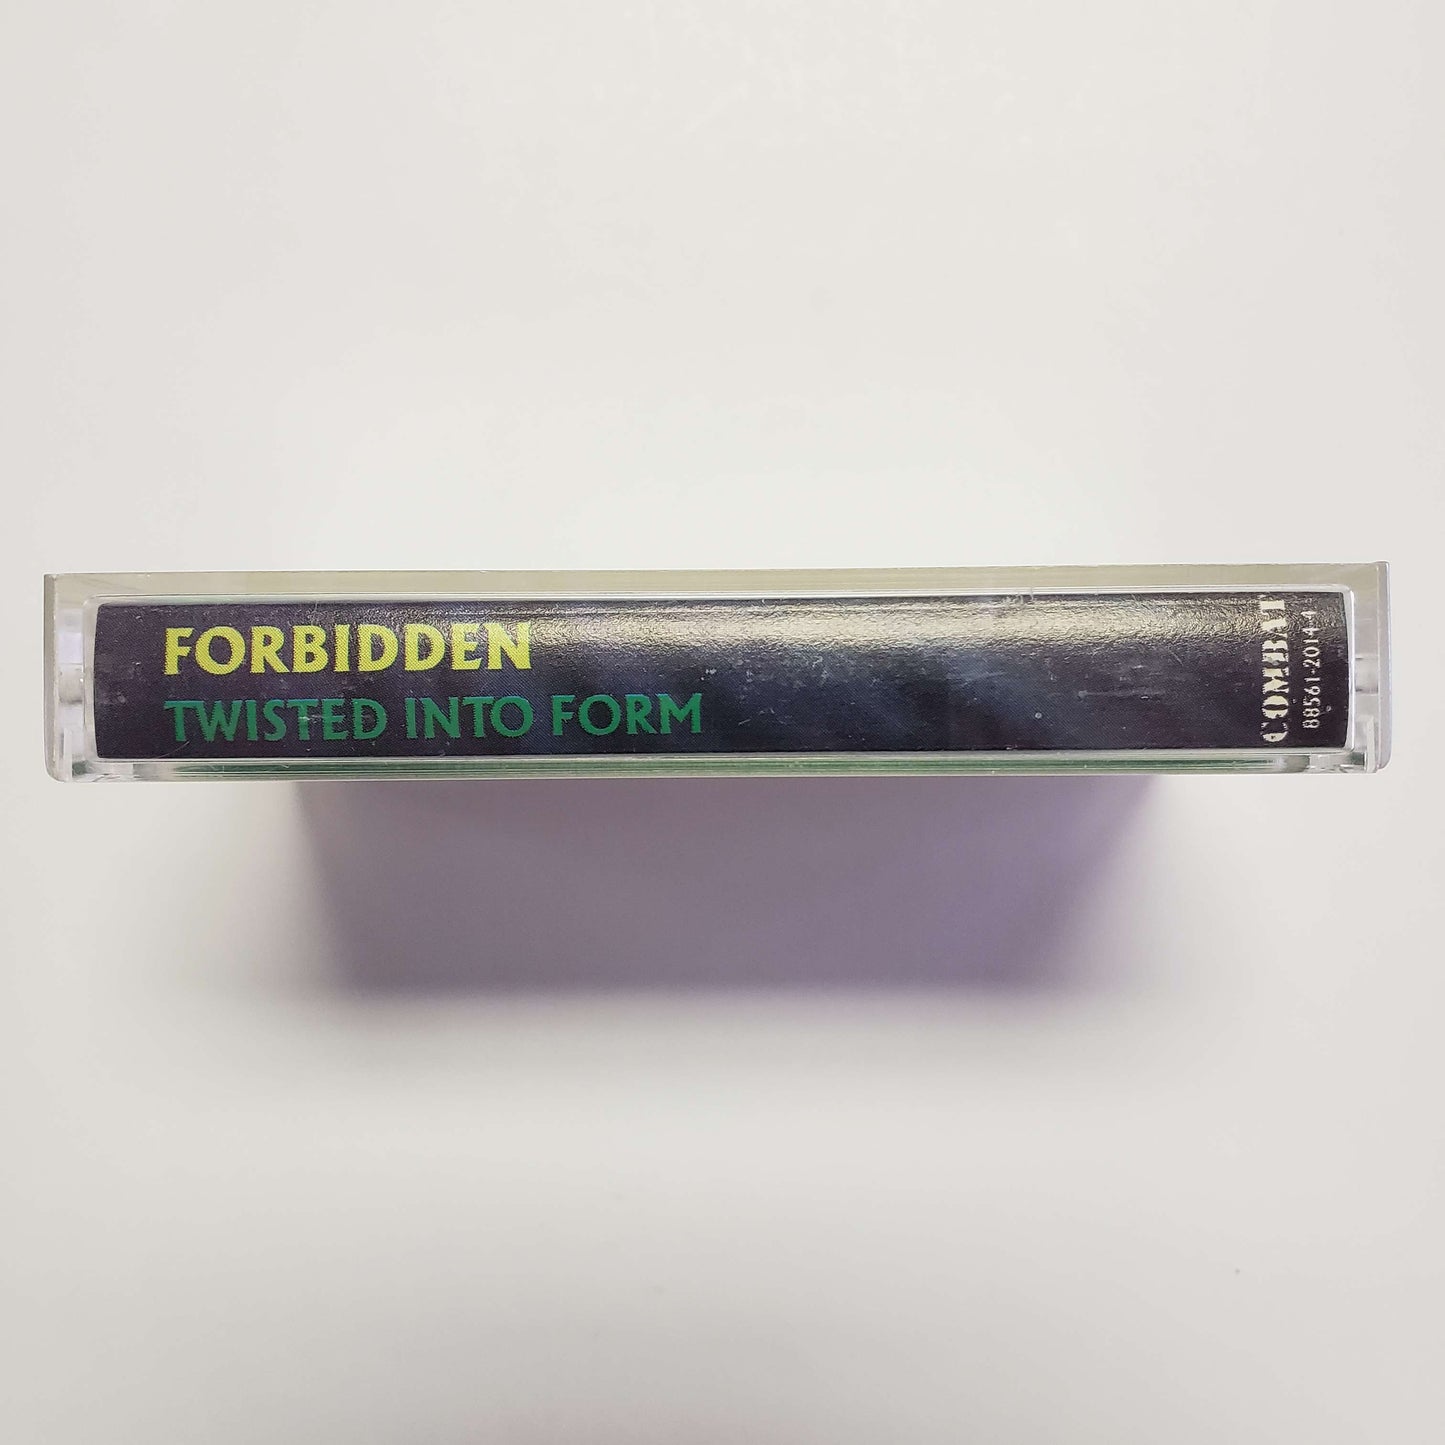 FORBIDDEN
TWISTED INTO FORM
COMBAT
88561-2014-4